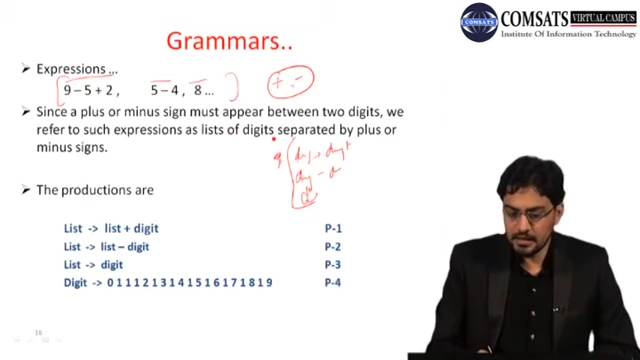 COMSATS VIRTUAL CAMPUS
Institute Of Information Technology
Grammars..
Expressions ...
9 – 5 + 2 , 5 – 4 , 8 ...
+ -
Since a plus or minus sign must appear between two digits, we
refer to such expressions as lists of digits separated by plus or
minus signs.
The productions are
List -> list + digit P-1
List -> list – digit P-2
List -> digit P-3
Digit -> 0 1 1 1 2 1 3 1 4 1 5 1 6 1 7 1 8 1 9 P-4
16